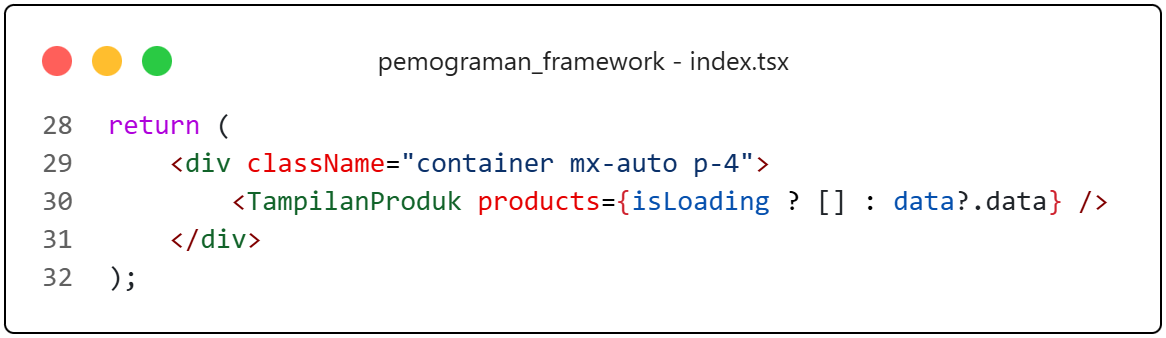 pemograman_framework - index.tsx
28 return (
29 <div className="container mx-auto p-4">
30 <TampilanProduk products={isLoading ? [] : data?.data} />
31 </div>
32 );